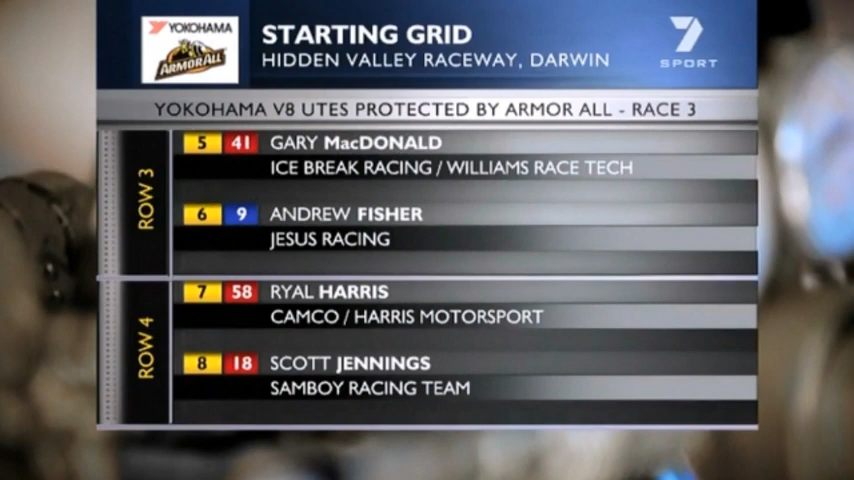 YOKOHAMA
ARMOR ALL
STARTING GRID
HIDDEN VALLEY RACEWAY, DARWIN
7
SPORT
YOKOHAMA V8 UTES PROTECTED BY ARMOR ALL - RACE 3
ROW 3
5 41 GARY MacDONALD
ICE BREAK RACING / WILLIAMS RACE TECH
6 9 ANDREW FISHER
JESUS RACING
ROW 4
7 58 RYAL HARRIS
CAMCO / HARRIS MOTORSPORT
8 18 SCOTT JENNINGS
SAMBOY RACING TEAM